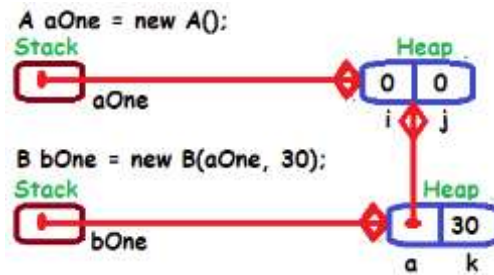 A aOne = new A();
Stack Heap
0 0
aOne
i j
B bOne = new B(aOne, 30);
Stack Heap
30
bOne
a k